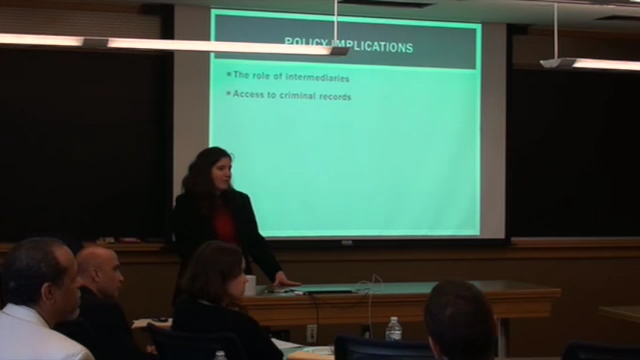 POLICY IMPLICATIONS
The role of intermediaries
Access to criminal records